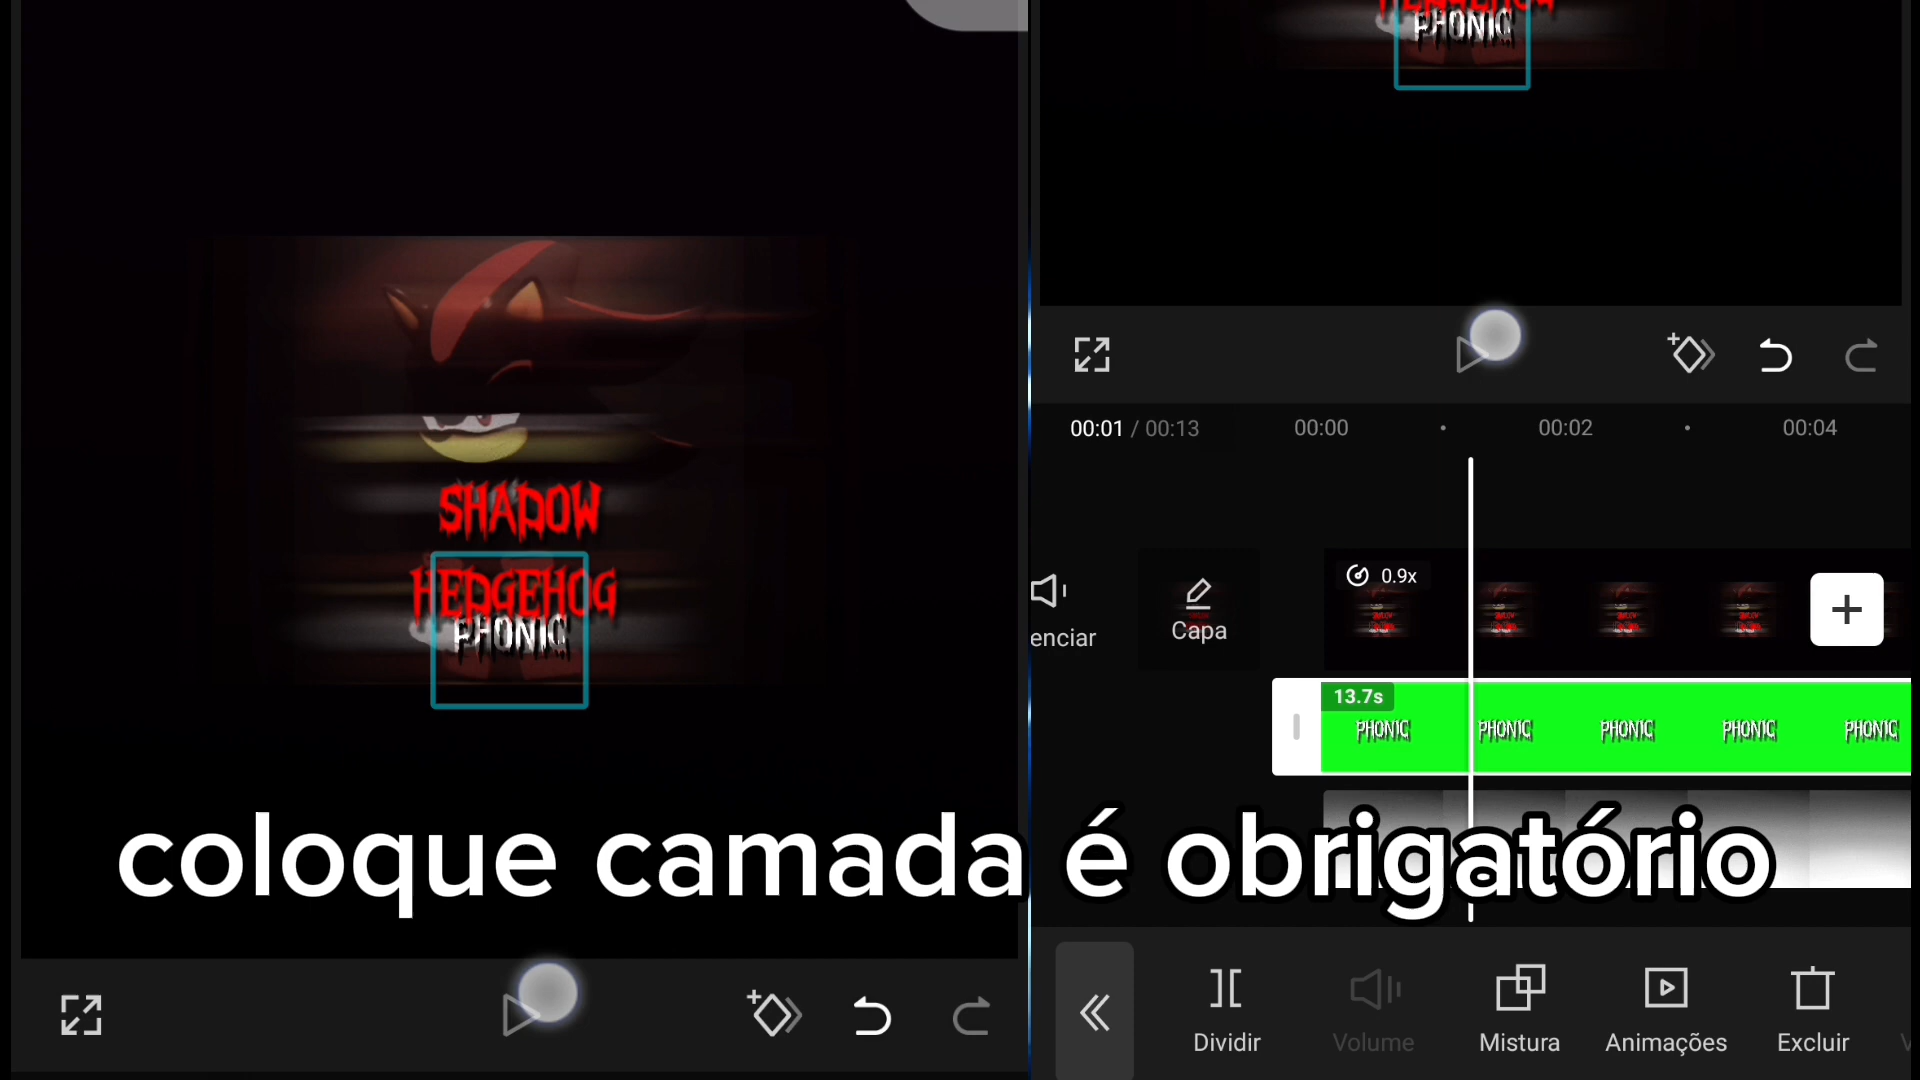 SHADOW
HEDGEHOG
PHONIC
PHONIC
00:01 / 00:13
00:00
00:02
00:04
enciar
Capa
0.9x
13.7s
PHONIC
PHONIC
PHONIC
PHONIC
PHONIC
coloque camada é obrigatório
Dividir
Volume
Mistura
Animações
Excluir